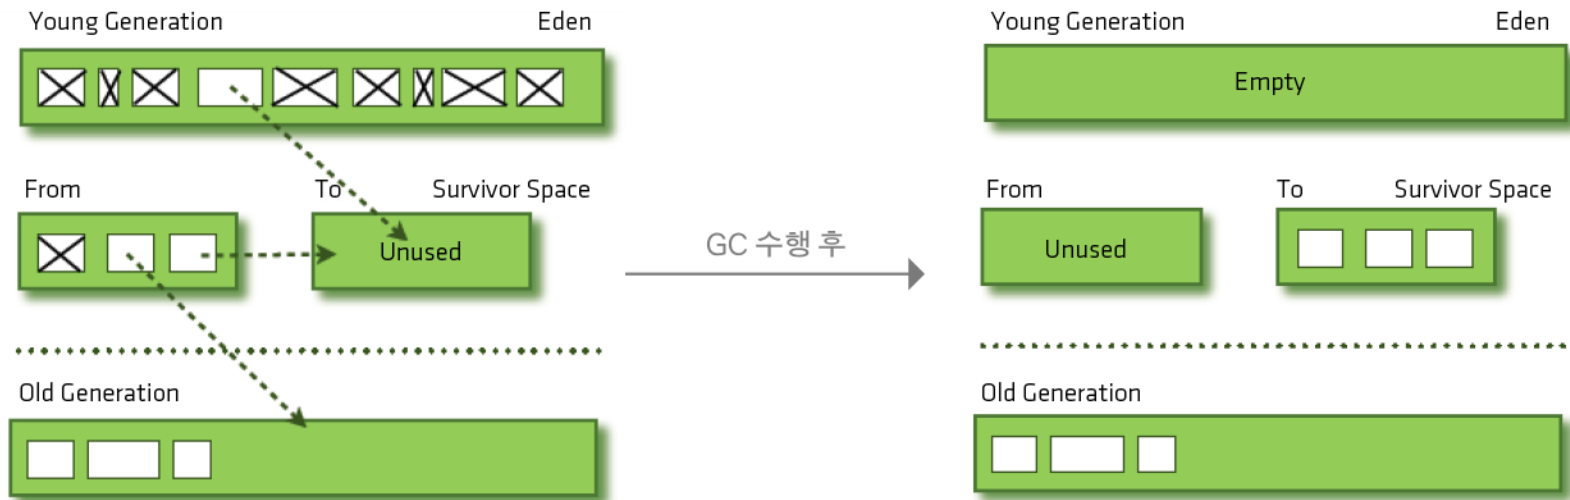 Young Generation Eden
From To Survivor Space
Unused
Old Generation
GC 수행 후
Young Generation Eden
Empty
From To Survivor Space
Unused
Old Generation